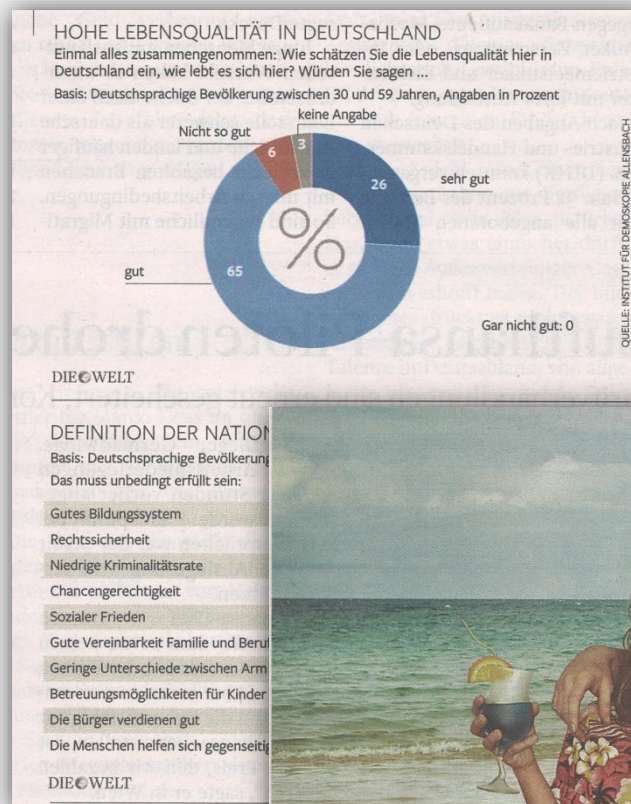 HOHE LEBENSQUALITÄT IN DEUTSCHLAND
Einmal alles zusammengenommen: Wie schätzen Sie die Lebensqualität hier in
Deutschland ein, wie lebt es sich hier? Würden Sie sagen ...
Basis: Deutschsprachige Bevölkerung zwischen 30 und 59 Jahren, Angaben in Prozent
keine Angabe
Nicht so gut
6
3
26
sehr gut
%
gut
65
Gar nicht gut: 0
QUELLE: INSTITUT FÜR DEMOSKOPIE ALLENSBACH
DIE WELT
DEFINITION DER NATION
Basis: Deutschsprachige Bevölkerung
Das muss unbedingt erfüllt sein:
Gutes Bildungssystem
Rechtssicherheit
Niedrige Kriminalitätsrate
Chancengerechtigkeit
Sozialer Frieden
Gute Vereinbarkeit Familie und Beruf
Geringe Unterschiede zwischen Arm
Betreuungsmöglichkeiten für Kinder
Die Bürger verdienen gut
Die Menschen helfen sich gegenseitig
DIE WELT